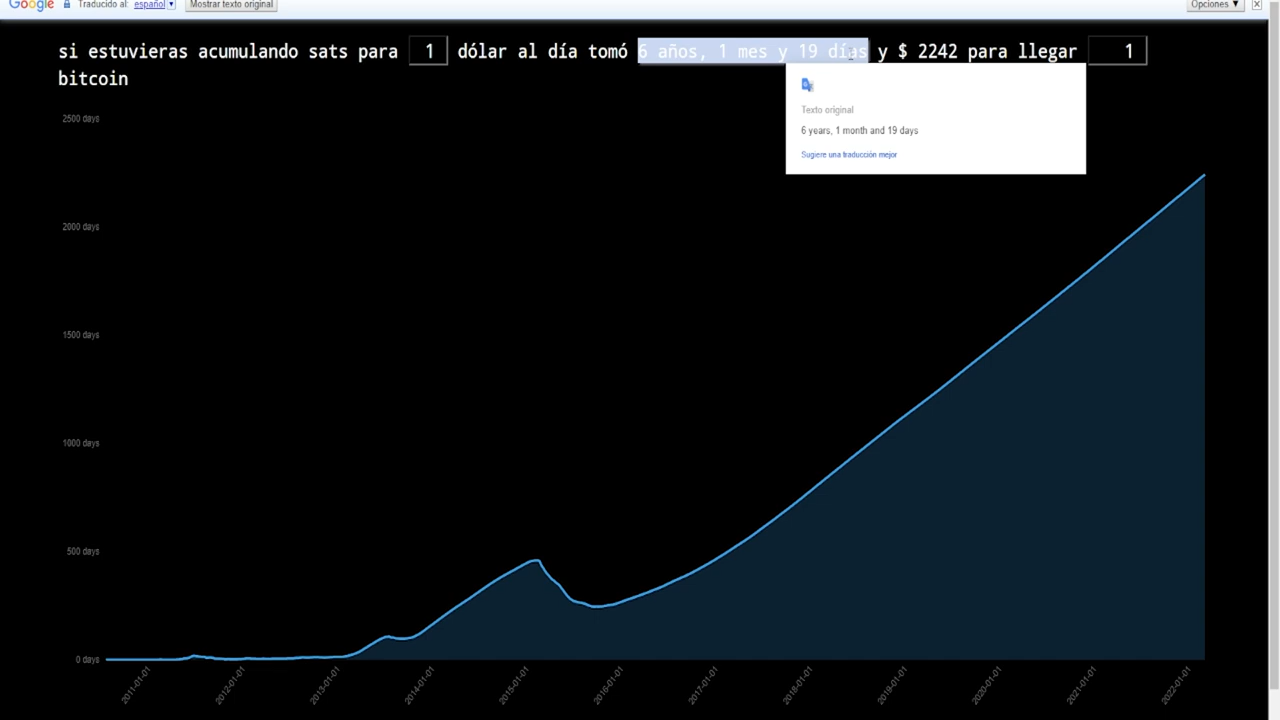 Google Traducido al: español Mostrar texto original Opciones ▼
si estuvieras acumulando sats para 1 dólar al día tomó 6 años, 1 mes y 19 días y $ 2242 para llegar 1
bitcoin
Texto original
6 years, 1 month and 19 days
Sugiere una traducción mejor
2500 days
2000 days
1500 days
1000 days
500 days
0 days
2011-01-01
2012-01-01
2013-01-01
2014-01-01
2015-01-01
2016-01-01
2017-01-01
2018-01-01
2019-01-01
2020-01-01
2021-01-01
2022-01-01